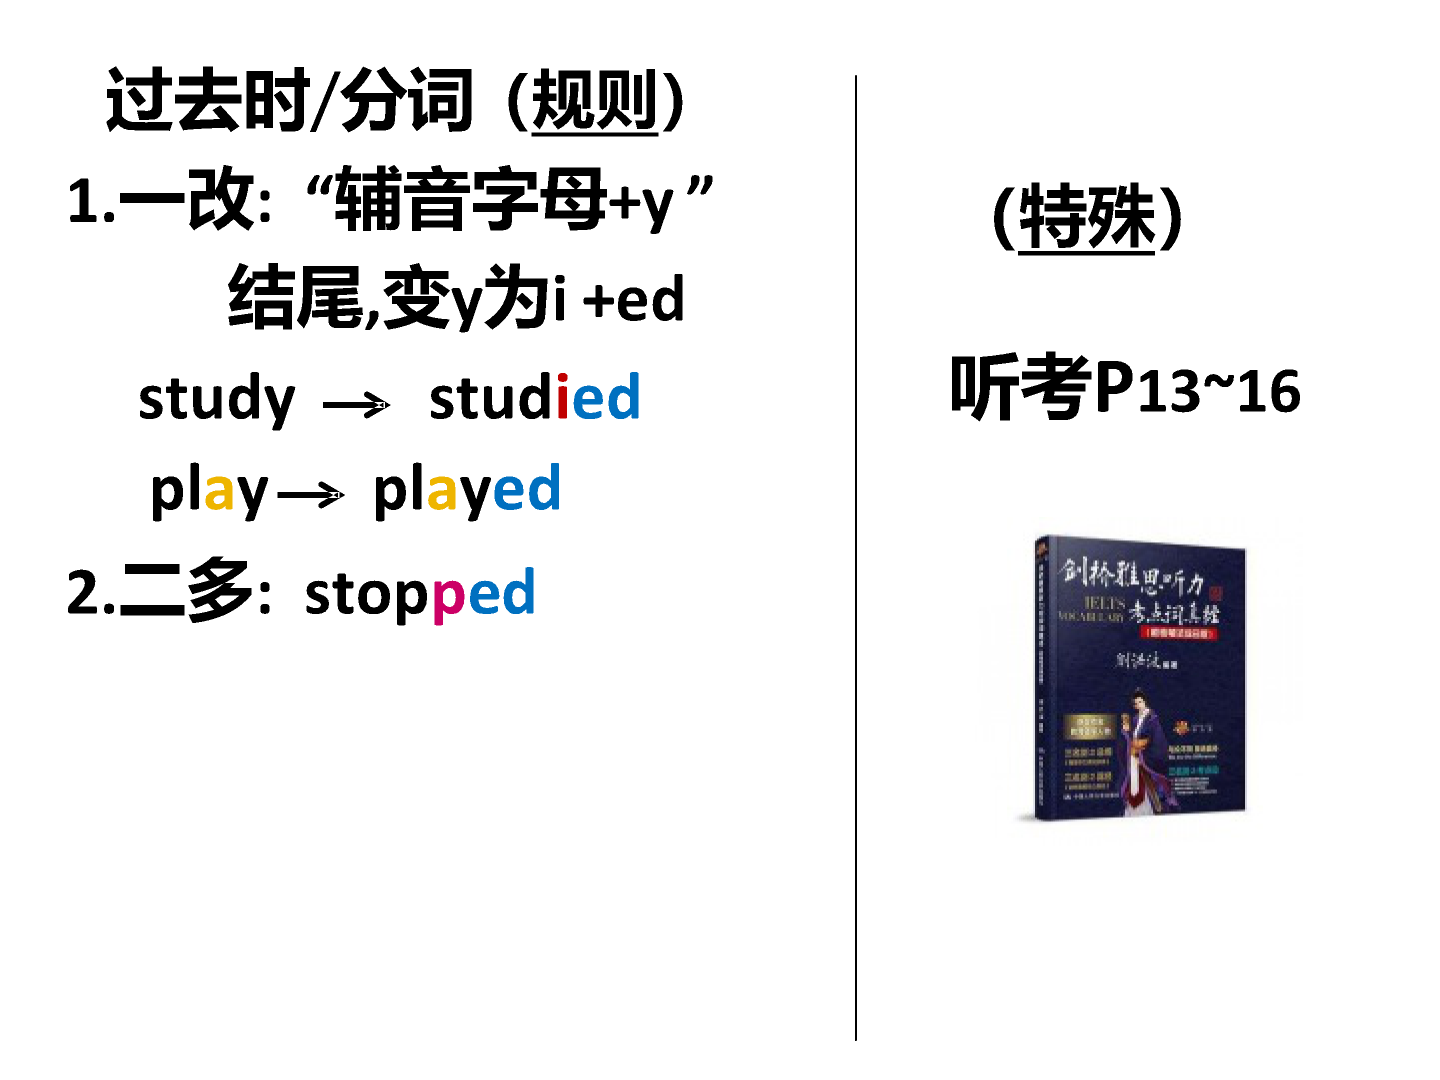 过去时/分词（规则）
1.一改:“辅音字母+y ”
结尾,变y为i +ed
study → studied
play → played
2.二多: stopped
（特殊）
听考P13~16
剑桥雅思听力
IELTS
VOCABULARY
考点词真经
刘洪波 编著